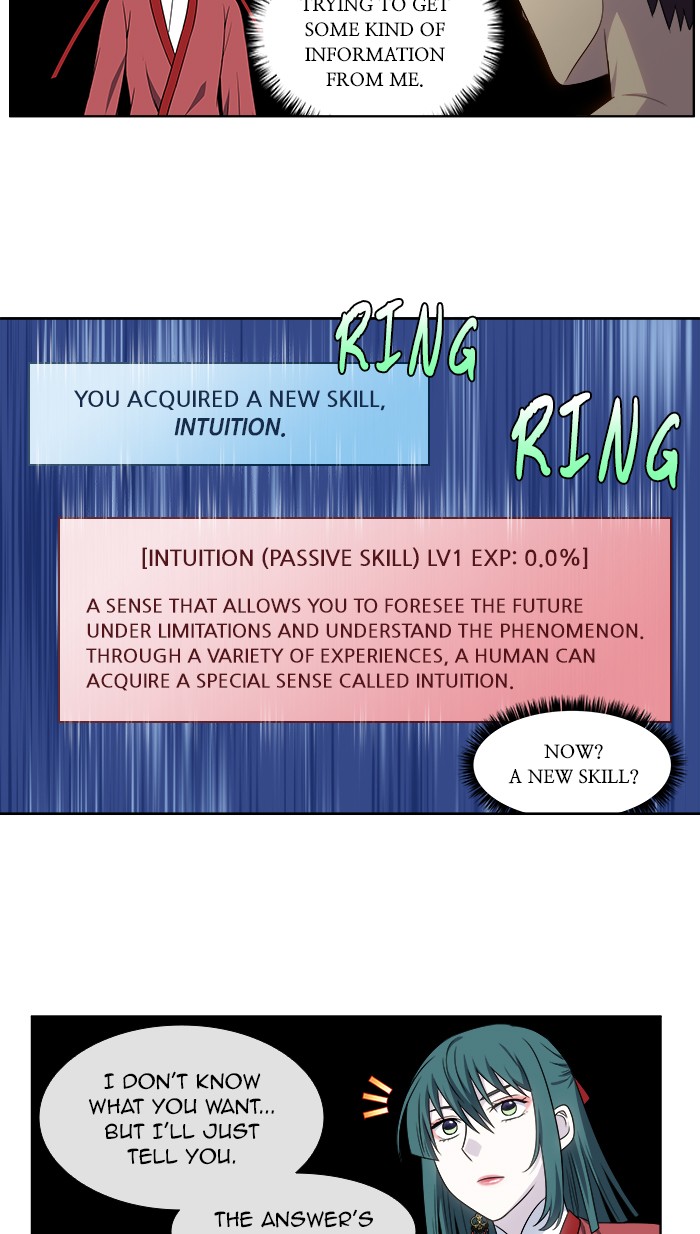 TRYING TO GET
SOME KIND OF
INFORMATION
FROM ME.
RING
YOU ACQUIRED A NEW SKILL,
INTUITION.
RING
[INTUITION (PASSIVE SKILL) LV1 EXP: 0.0%]
A SENSE THAT ALLOWS YOU TO FORESEE THE FUTURE
UNDER LIMITATIONS AND UNDERSTAND THE PHENOMENON.
THROUGH A VARIETY OF EXPERIENCES, A HUMAN CAN
ACQUIRE A SPECIAL SENSE CALLED INTUITION.
NOW?
A NEW SKILL?
I DON'T KNOW
WHAT YOU WANT...
BUT I'LL JUST
TELL YOU.
THE ANSWER'S